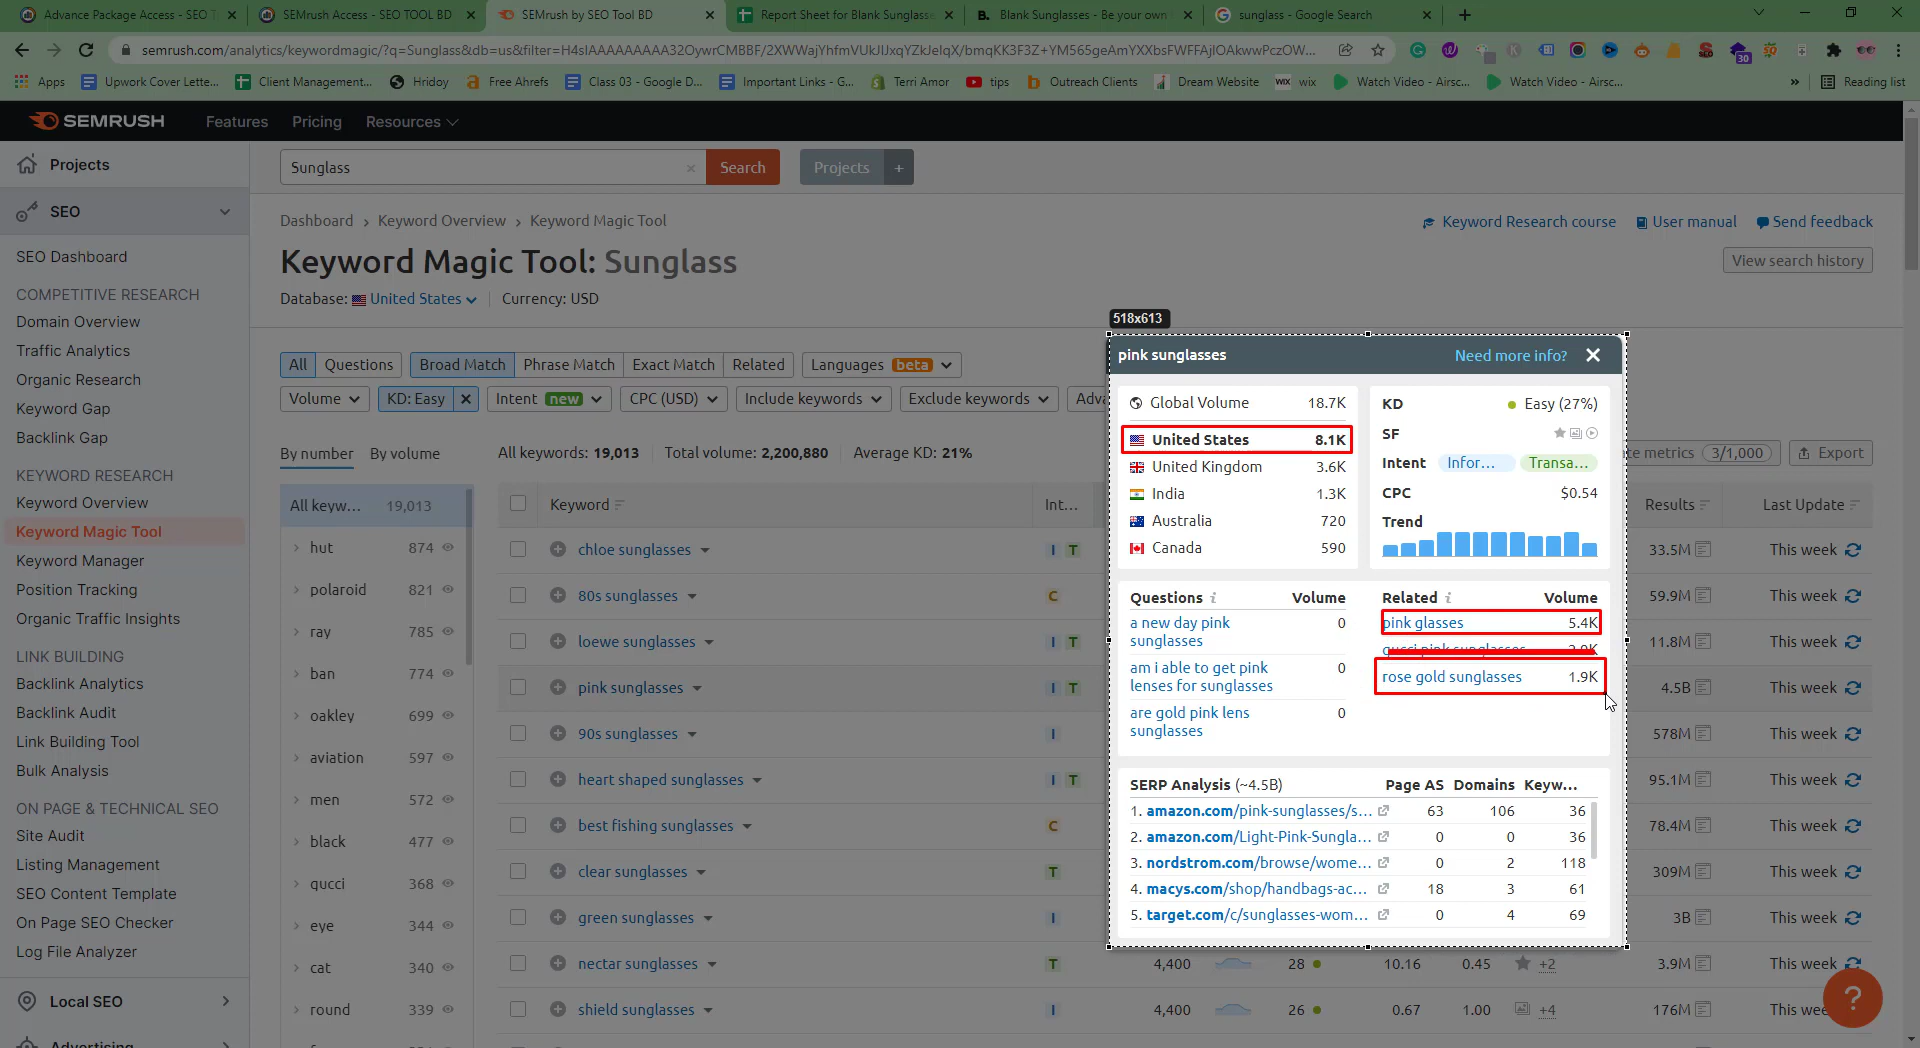 Advance Package Access - SEO T
SEMrush Access - SEO TOOL BD
SEmrush by SEO Tool BD
Report Sheet for Blank Sunglass
Blank Sunglasses - Be your own
sunglass - Google Search
Apps
Upwork Cover Lette...
Client Management...
Hridoy
Free Ahrefs
Class 03 - Google D...
Important Links - G...
Terri Amor
tips
Outreach Clients
Dream Website
wix
Watch Video - Airsc...
Watch Video - Airsc...
Reading list
SEMRUSH
Features
Pricing
Resources
Projects
Sunglass
Search
Projects +
SEO
Dashboard > Keyword Overview > Keyword Magic Tool
Keyword Research course
User manual
Send feedback
SEO Dashboard
Keyword Magic Tool: Sunglass
View search history
Database: United States
Currency: USD
COMPETITIVE RESEARCH
Domain Overview
Traffic Analytics
Organic Research
Keyword Gap
Backlink Gap
KEYWORD RESEARCH
Keyword Overview
Keyword Magic Tool
Keyword Manager
Position Tracking
Organic Traffic Insights
LINK BUILDING
Backlink Analytics
Backlink Audit
Link Building Tool
Bulk Analysis
ON PAGE & TECHNICAL SEO
Site Audit
Listing Management
SEO Content Template
On Page SEO Checker
Log File Analyzer
Local SEO
Advertising
All Questions Broad Match Phrase Match Exact Match Related Languages beta
Volume KD: Easy Intent new CPC (USD) Include keywords Exclude keywords Adva
By number By volume
All keywords: 19,013 Total volume: 2,200,880 Average KD: 21%
te metrics 3/1,000
Export
All keyw... 19,013
hut 874
polaroid 821
ray 785
ban 774
oakley 699
aviation 597
men 572
black 477
gucci 368
eye 344
cat 340
round 339
Keyword Int... Results Last Update
chloe sunglasses I T 33.5M This week
80s sunglasses C 59.9M This week
loewe sunglasses I T 11.8M This week
pink sunglasses I T 4.5B This week
90s sunglasses I 578M This week
heart shaped sunglasses I T 95.1M This week
best fishing sunglasses C 78.4M This week
clear sunglasses T 309M This week
green sunglasses I 3B This week
nectar sunglasses T 4,400 28 10.16 0.45 +2 3.9M This week
shield sunglasses I 4,400 26 0.67 1.00 +4 176M This wee
518x613
pink sunglasses
Need more info?
Global Volume 18.7K
United States 8.1K
United Kingdom 3.6K
India 1.3K
Australia 720
Canada 590
KD Easy (27%)
SF
Intent Infor... Transa...
CPC $0.54
Trend
Questions Volume
a new day pink
sunglasses 0
am i able to get pink
lenses for sunglasses 0
are gold pink lens
sunglasses 0
Related Volume
pink glasses 5.4K
gucci pink sunglasses
rose gold sunglasses 1.9K
SERP Analysis (~4.5B) Page AS Domains Keyw...
1. amazon.com/pink-sunglasses/s... 63 106 36
2. amazon.com/Light-Pink-Sungla... 0 0 36
3. nordstrom.com/browse/wome... 0 2 118
4. macys.com/shop/handbags-ac... 18 3 61
5. target.com/c/sunglasses-wom... 0 4 69
?